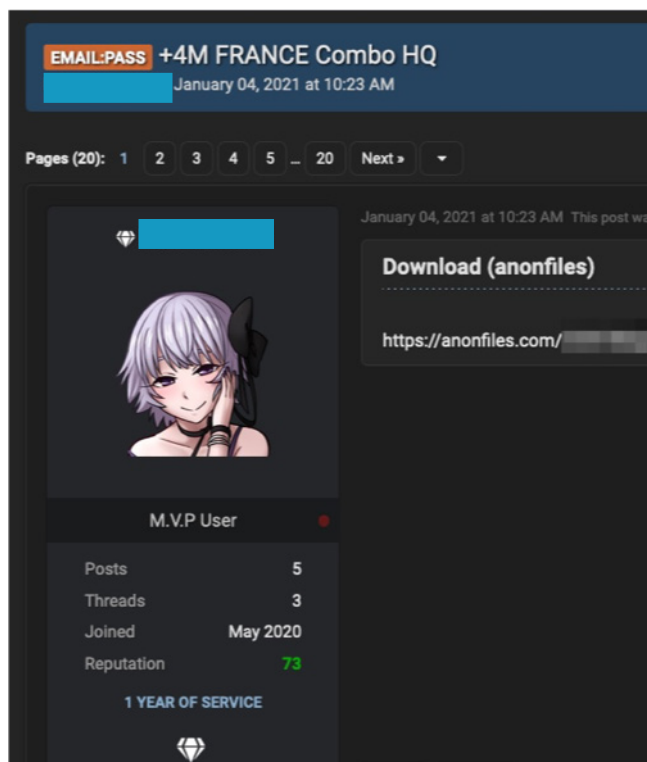 EMAIL:PASS +4M FRANCE Combo HQ
January 04, 2021 at 10:23 AM
Pages (20): 1 2 3 4 5 … 20 Next »
January 04, 2021 at 10:23 AM This post
Download (anonfiles)
https://anonfiles.com/
M.V.P User
Posts 5
Threads 3
Joined May 2020
Reputation 73
1 YEAR OF SERVICE